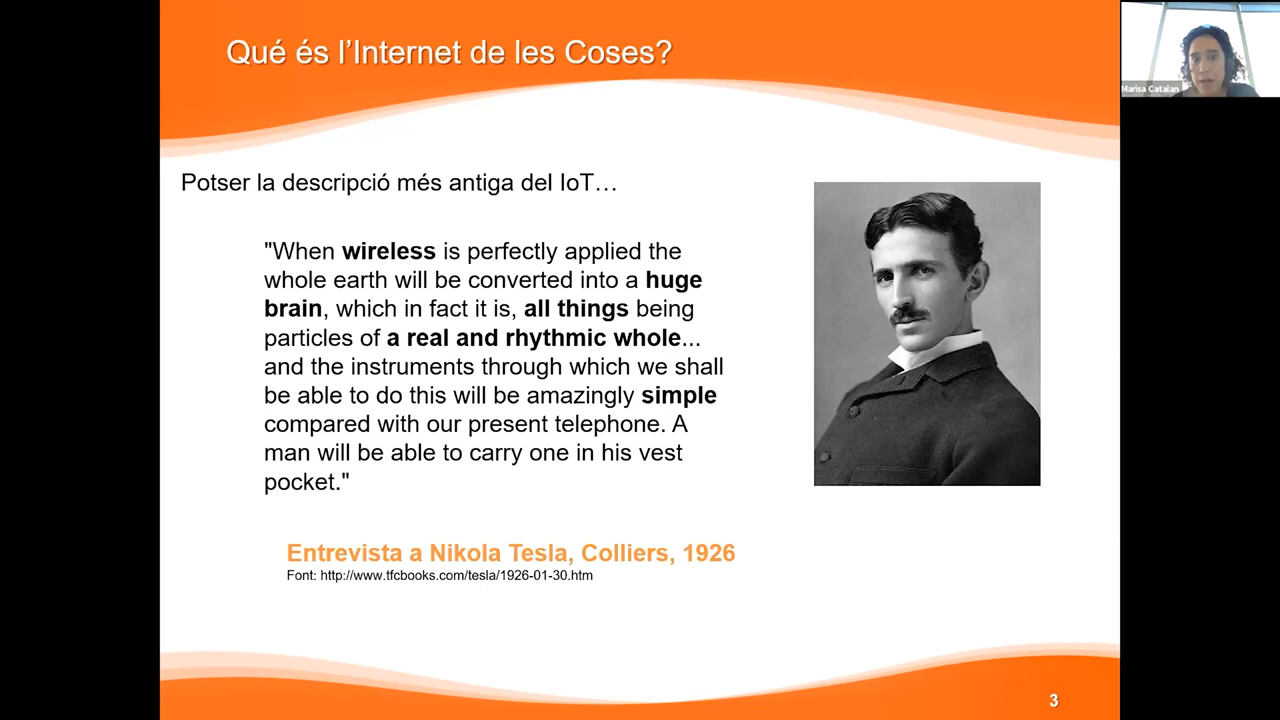 Qué és l’Internet de les Coses?
Marisa Catalan
Potser la descripció més antiga del IoT…
"When wireless is perfectly applied the
whole earth will be converted into a huge
brain, which in fact it is, all things being
particles of a real and rhythmic whole...
and the instruments through which we shall
be able to do this will be amazingly simple
compared with our present telephone. A
man will be able to carry one in his vest
pocket."
Entrevista a Nikola Tesla, Colliers, 1926
Font: http://www.tfcbooks.com/tesla/1926-01-30.htm
3